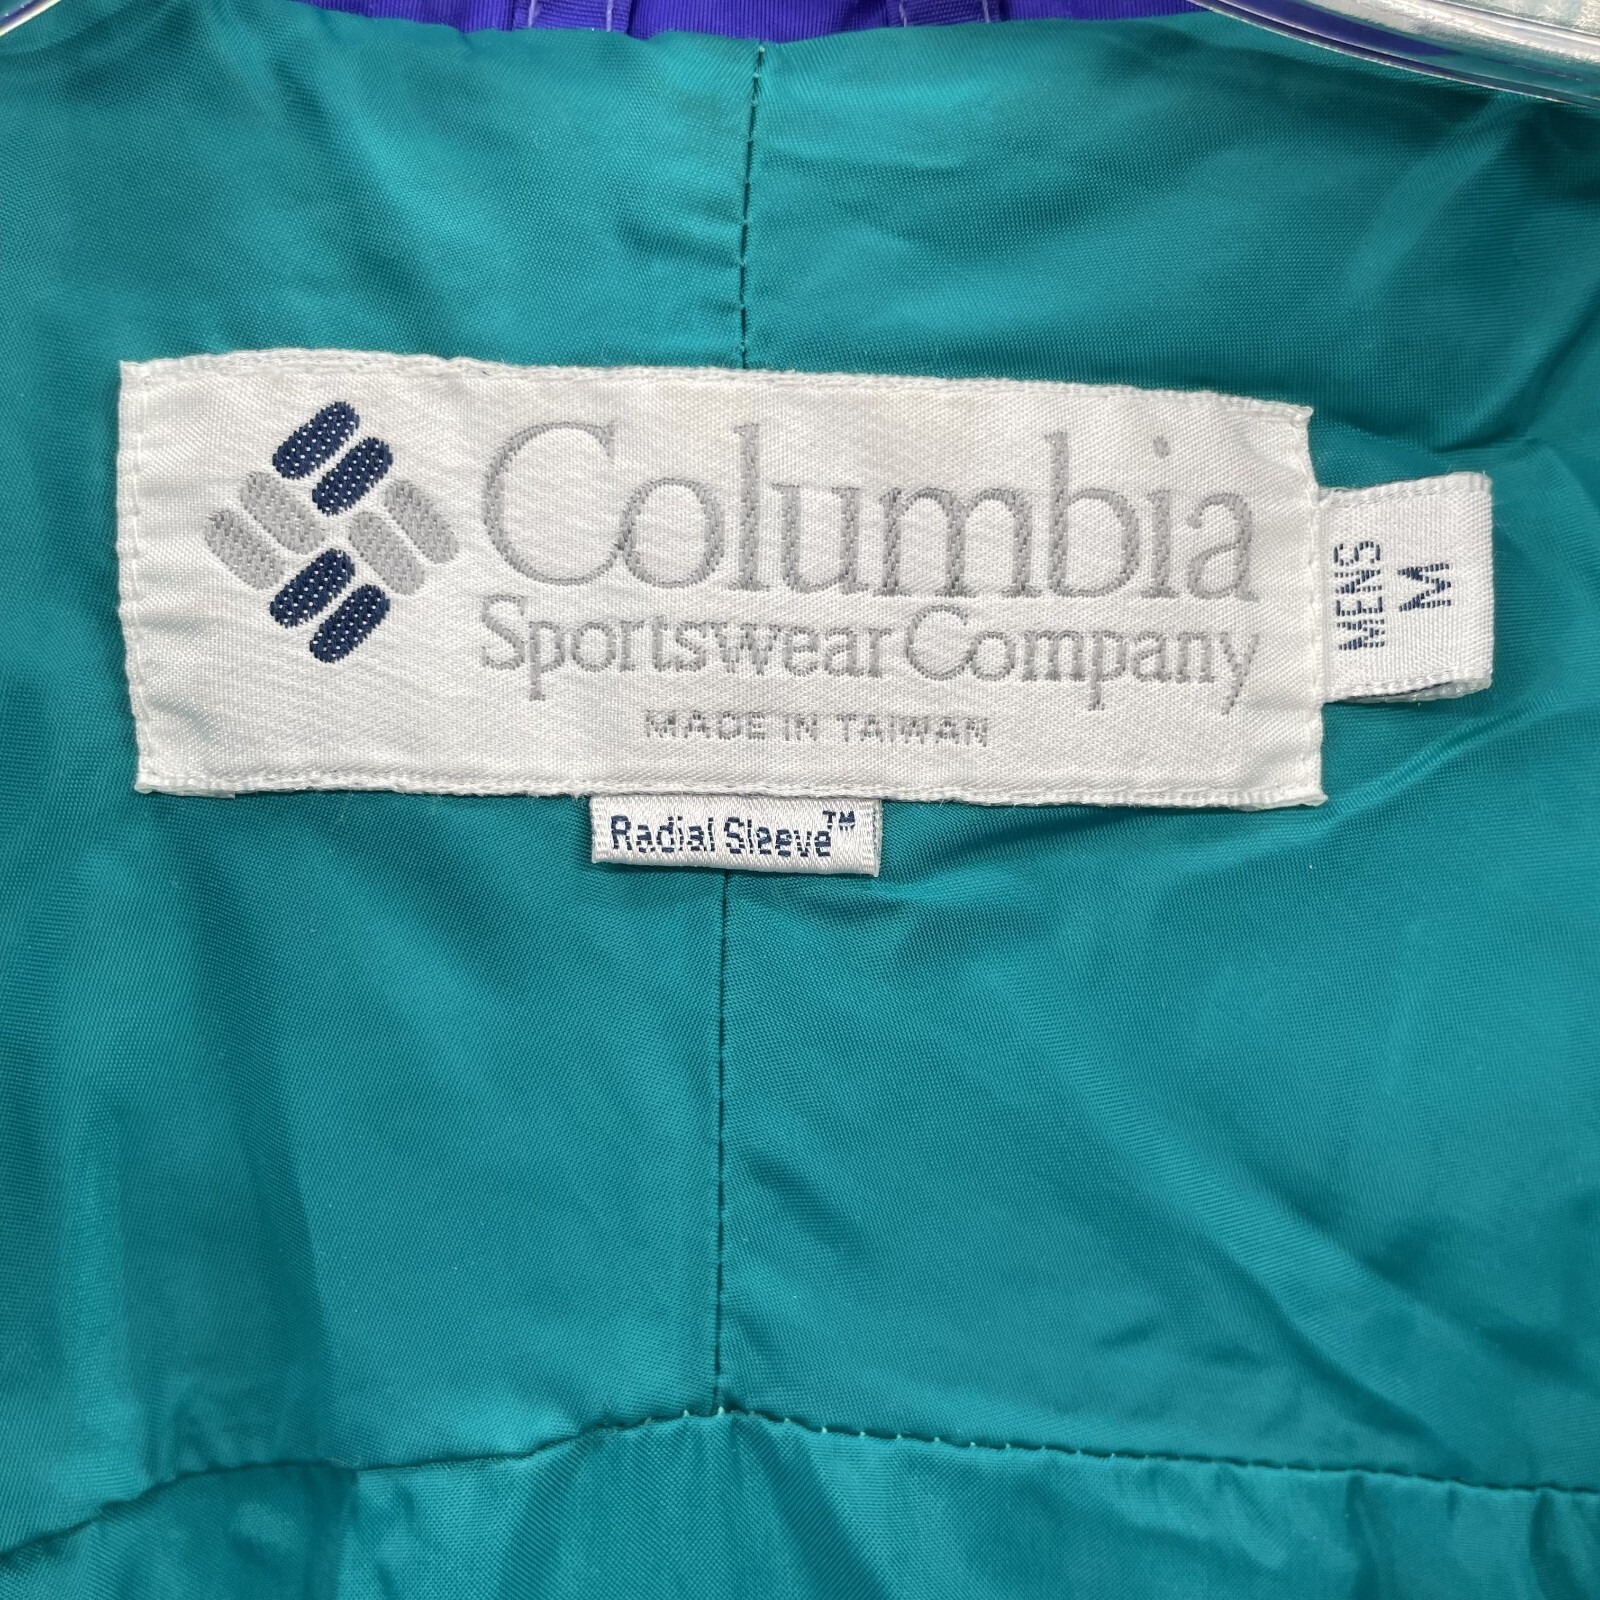 Columbia
Sportswear Company
MADE IN TAIWAN
MENS
M
Radial Sleeve™